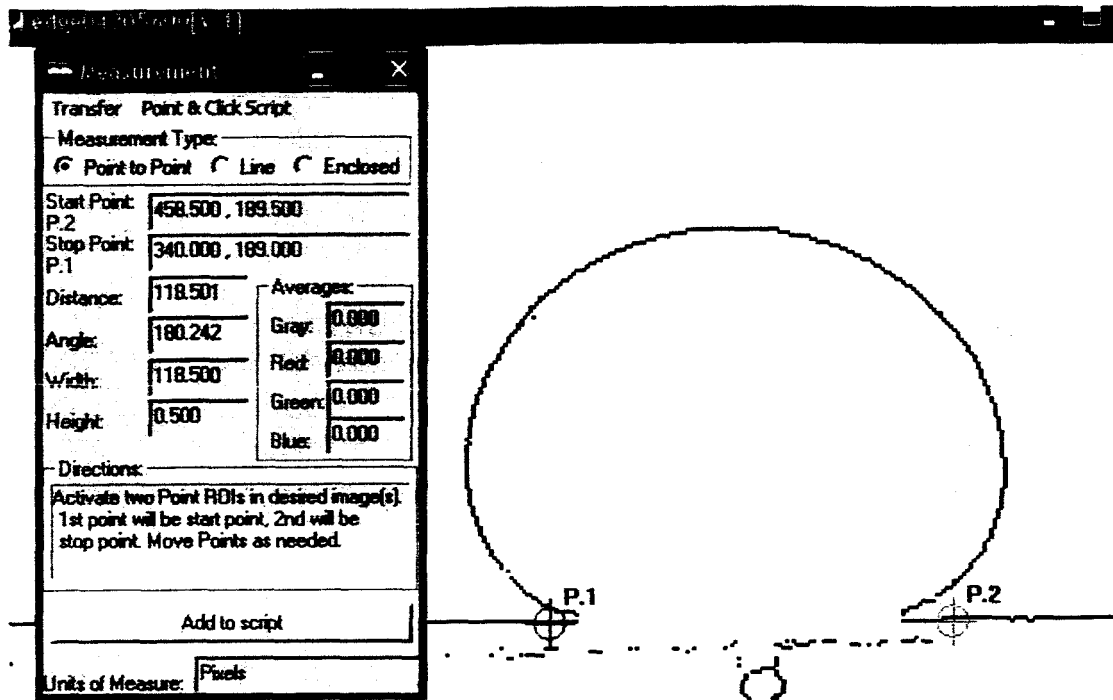 Measurement
Transfer Point & Click Script
Measurement Type:
Point to Point Line Enclosed
Start Point: P.2 458.500 , 189.500
Stop Point: P.1 340.000 , 189.000
Distance: 118.501
Angle: 180.242
Width: 118.500
Height: 0.500
Averages:
Gray: 0.000
Red: 0.000
Green: 0.000
Blue: 0.000
Directions:
Activate two Point ROIs in desired image(s).
1st point will be start point, 2nd will be
stop point. Move Points as needed.
Add to script
Units of Measure: Pixels
P.1
P.2